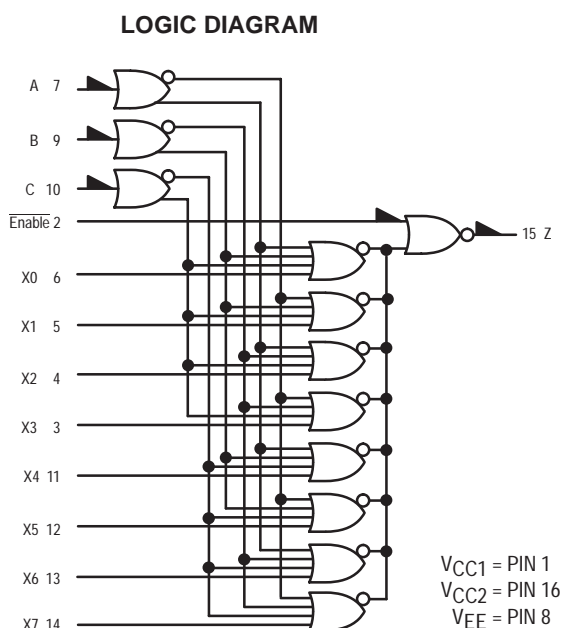 LOGIC DIAGRAM
A 7
B 9
C 10
Enable 2
15 Z
X0 6
X1 5
X2 4
X3 3
X4 11
X5 12
X6 13
X7 14
VCC1 = PIN 1
VCC2 = PIN 16
VEE = PIN 8